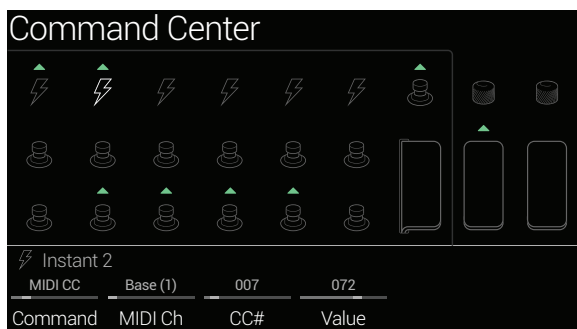 Command Center
Instant 2
MIDI CC Base (1) 007 072
Command MIDI Ch CC# Value